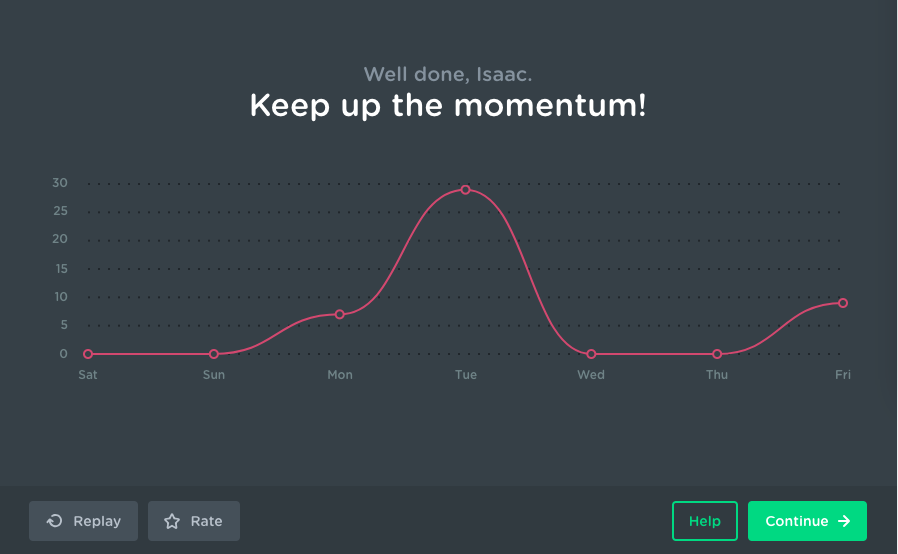 Well done, Isaac.
Keep up the momentum!
30
25
20
15
10
5
0
Sat Sun Mon Tue Wed Thu Fri
Replay Rate Help Continue